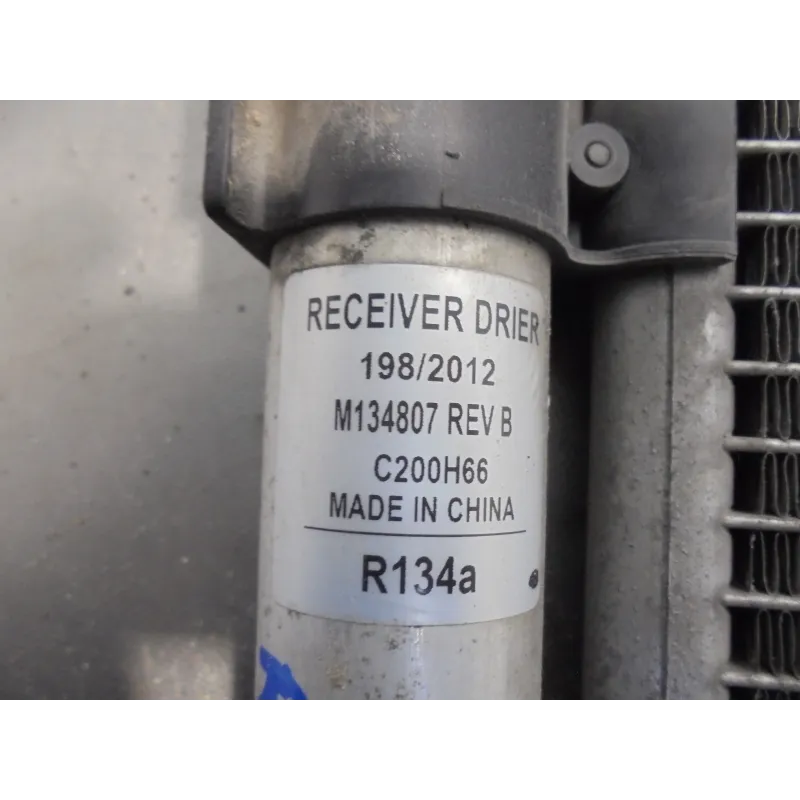 RECEIVER DRIER
198/2012
M134807 REV B
C200H66
MADE IN CHINA
R134a